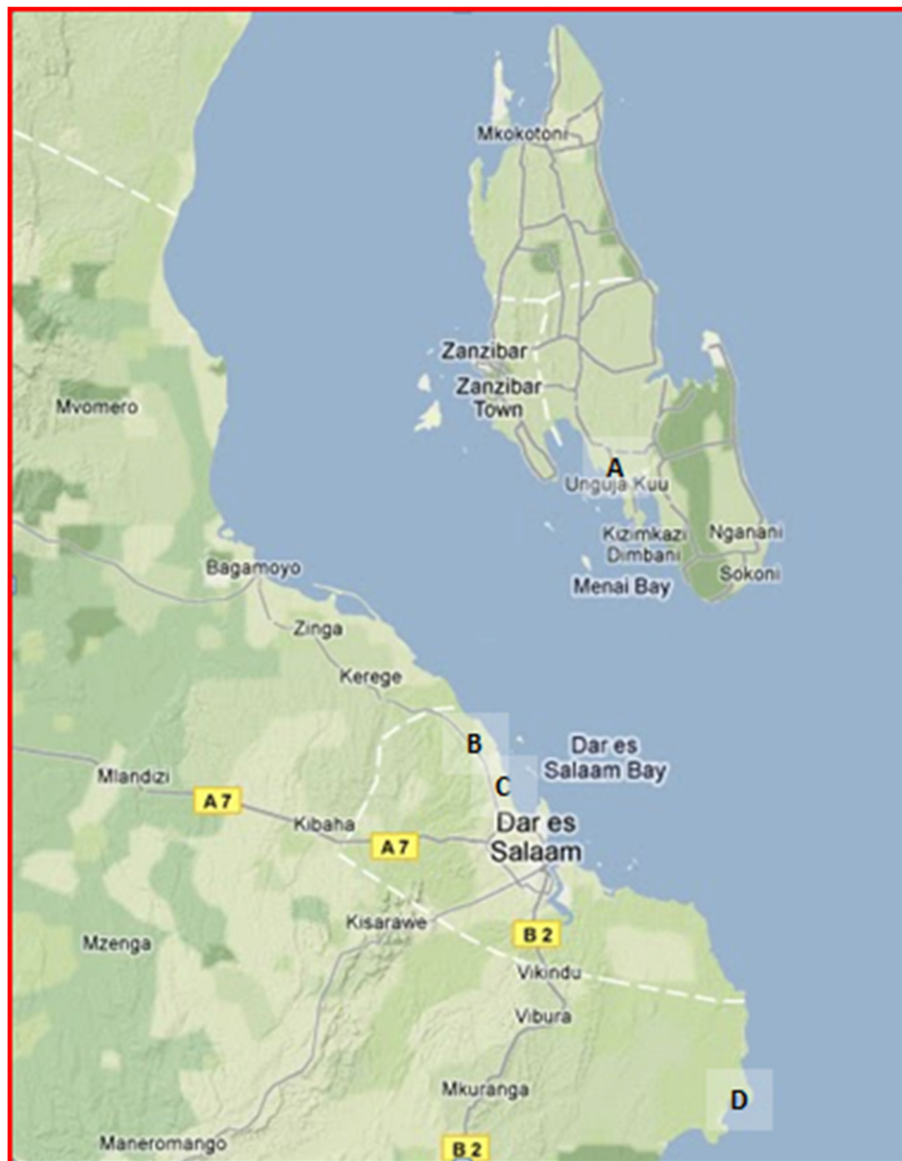 Mkokotoni
Zanzibar
Zanzibar
Town
Mvomero
A
Unguja Kuu
Kizimkazi
Dimbani
Nganani
Menai Bay
Sokoni
Bagamoyo
Zinga
Kerege
B
Dar es
Salaam Bay
C
Mlandizi
A 7
Kibaha
Dar es
Salaam
A 7
Kisarawe
B 2
Mzenga
Vikindu
Vibura
Mkuranga
D
Maneromango
B 2